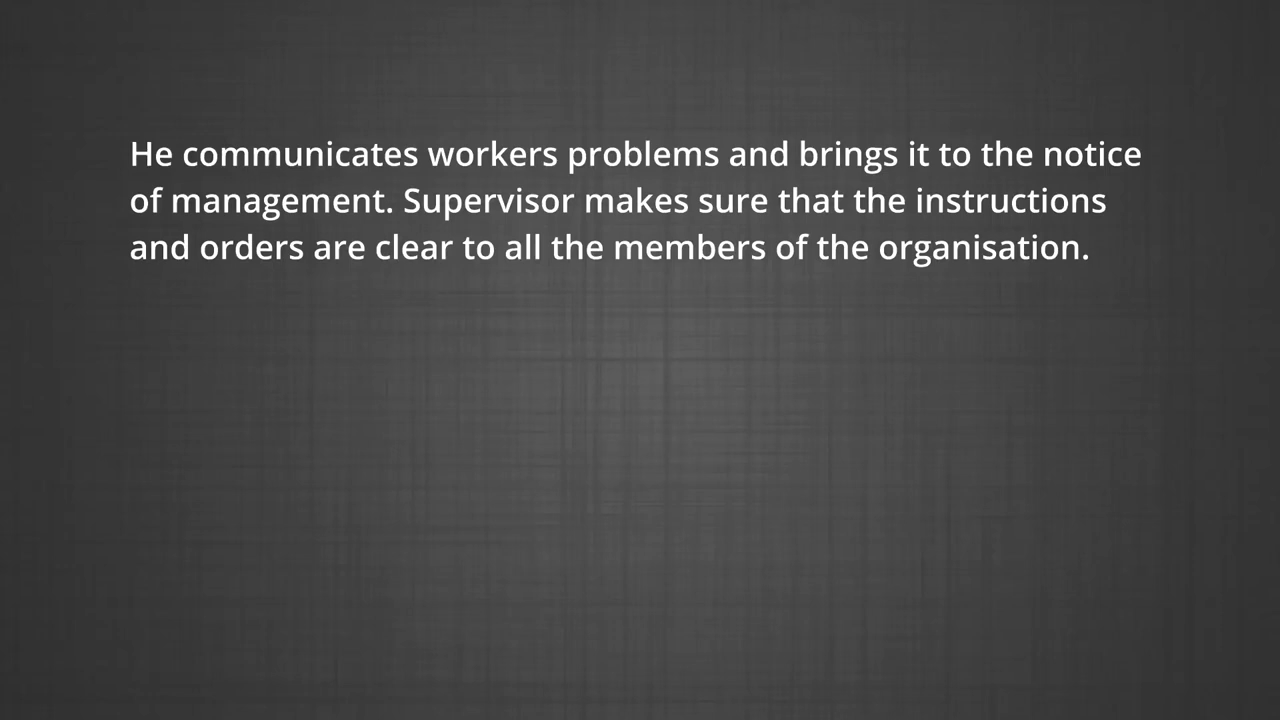 He communicates workers problems and brings it to the notice
of management. Supervisor makes sure that the instructions
and orders are clear to all the members of the organisation.